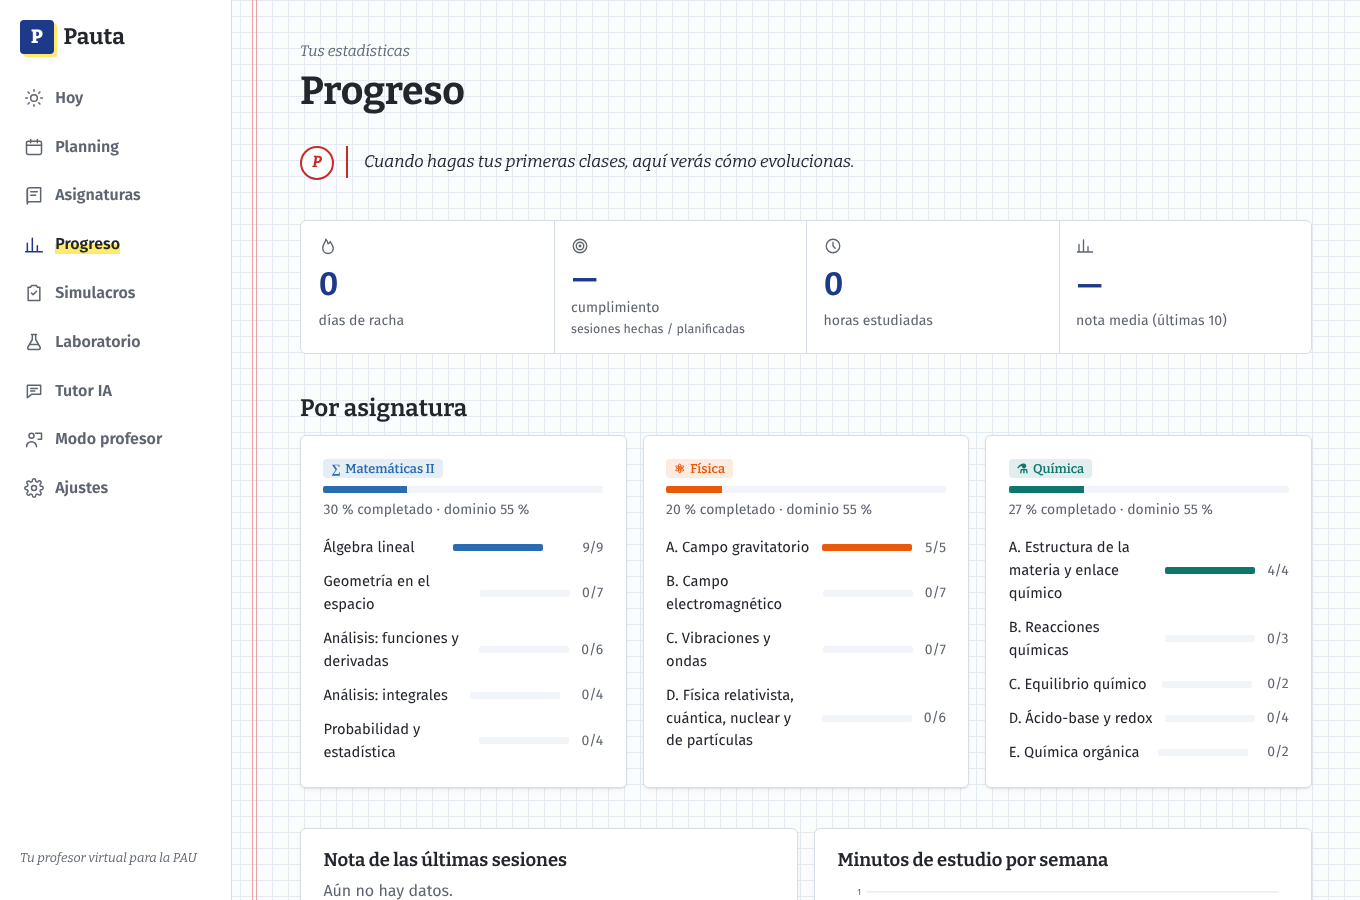 P Pauta
Hoy
Planning
Asignaturas
Progreso
Simulacros
Laboratorio
Tutor IA
Modo profesor
Ajustes
Tu profesor virtual para la PAU
Tus estadísticas
Progreso
P Cuando hagas tus primeras clases, aquí verás cómo evolucionas.
0
días de racha
—
cumplimiento
sesiones hechas / planificadas
0
horas estudiadas
—
nota media (últimas 10)
Por asignatura
∑ Matemáticas II
30 % completado · dominio 55 %
Álgebra lineal 9/9
Geometría en el
espacio 0/7
Análisis: funciones y
derivadas 0/6
Análisis: integrales 0/4
Probabilidad y
estadística 0/4
⚛ Física
20 % completado · dominio 55 %
A. Campo gravitatorio 5/5
B. Campo
electromagnético 0/7
C. Vibraciones y
ondas 0/7
D. Física relativista,
cuántica, nuclear y 0/6
de partículas
⚗ Química
27 % completado · dominio 55 %
A. Estructura de la
materia y enlace 4/4
químico
B. Reacciones
químicas 0/3
C. Equilibrio químico 0/2
D. Ácido-base y redox 0/4
E. Química orgánica 0/2
Nota de las últimas sesiones
Aún no hay datos.
Minutos de estudio por semana
1